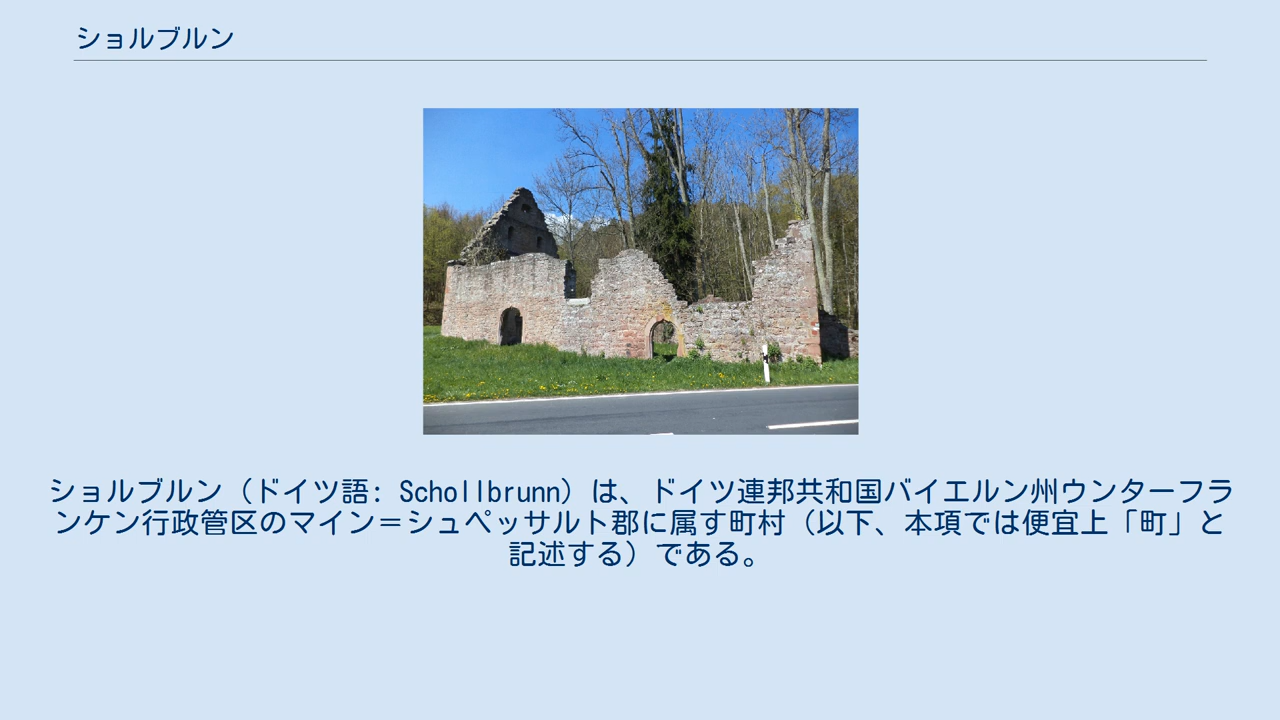 ショルブルン
ショルブルン（ドイツ語: Schollbrunn）は、ドイツ連邦共和国バイエルン州ウンターフラ
ンケン行政管区のマイン＝シュペッサルト郡に属す町村（以下、本項では便宜上「町」と
記述する）である。